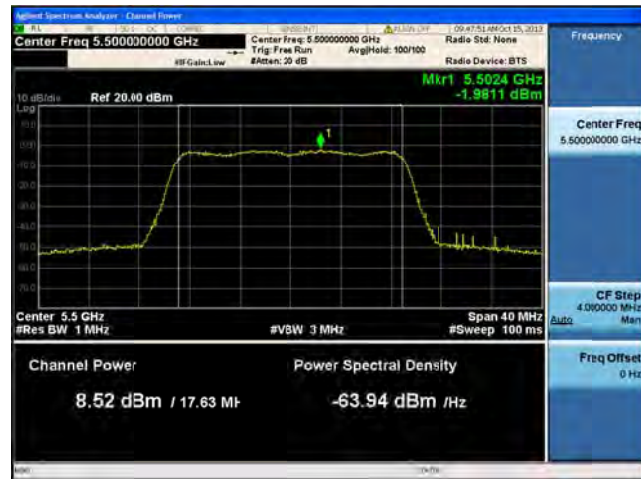 Agilent Spectrum Analyzer - Channel Power
RL
09:47:51 AM Oct 15, 2013
Center Freq 5.500000000 GHz
Center Freq: 5.500000000 GHz
Radio Std: None
Frequency
Trig: Free Run
Avg|Hold: 100/100
#IFGain:Low
#Atten: 30 dB
Radio Device: BTS
Mkr1 5.5024 GHz
-1.9811 dBm
10 dB/div
Ref 20.00 dBm
Log
1
Center Freq
5.500000000 GHz
Center 5.5 GHz
Span 40 MHz
#Res BW 1 MHz
#VBW 3 MHz
#Sweep 100 ms
CF Step
4.000000 MHz
Auto
Man
Channel Power
Power Spectral Density
8.52 dBm / 17.63 MH
-63.94 dBm /Hz
Freq Offset
0 Hz